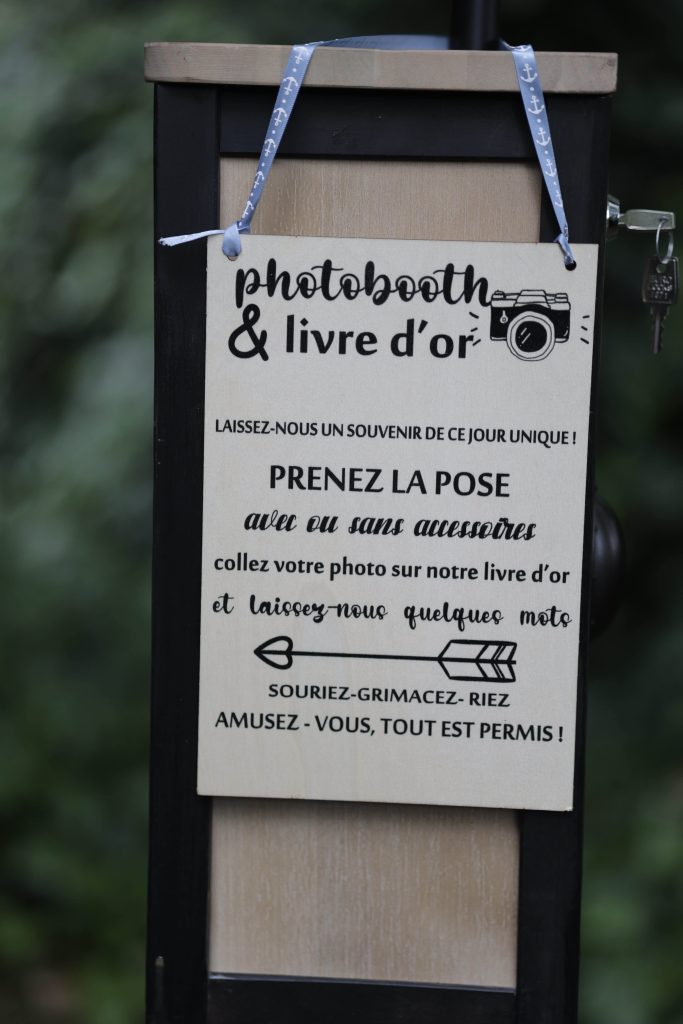 photobooth
& livre d'or
LAISSEZ-NOUS UN SOUVENIR DE CE JOUR UNIQUE !
PRENEZ LA POSE
avec ou sans accessoires
collez votre photo sur notre livre d'or
et laissez-nous quelques mots
SOURIEZ-GRIMACEZ- RIEZ
AMUSEZ - VOUS, TOUT EST PERMIS !